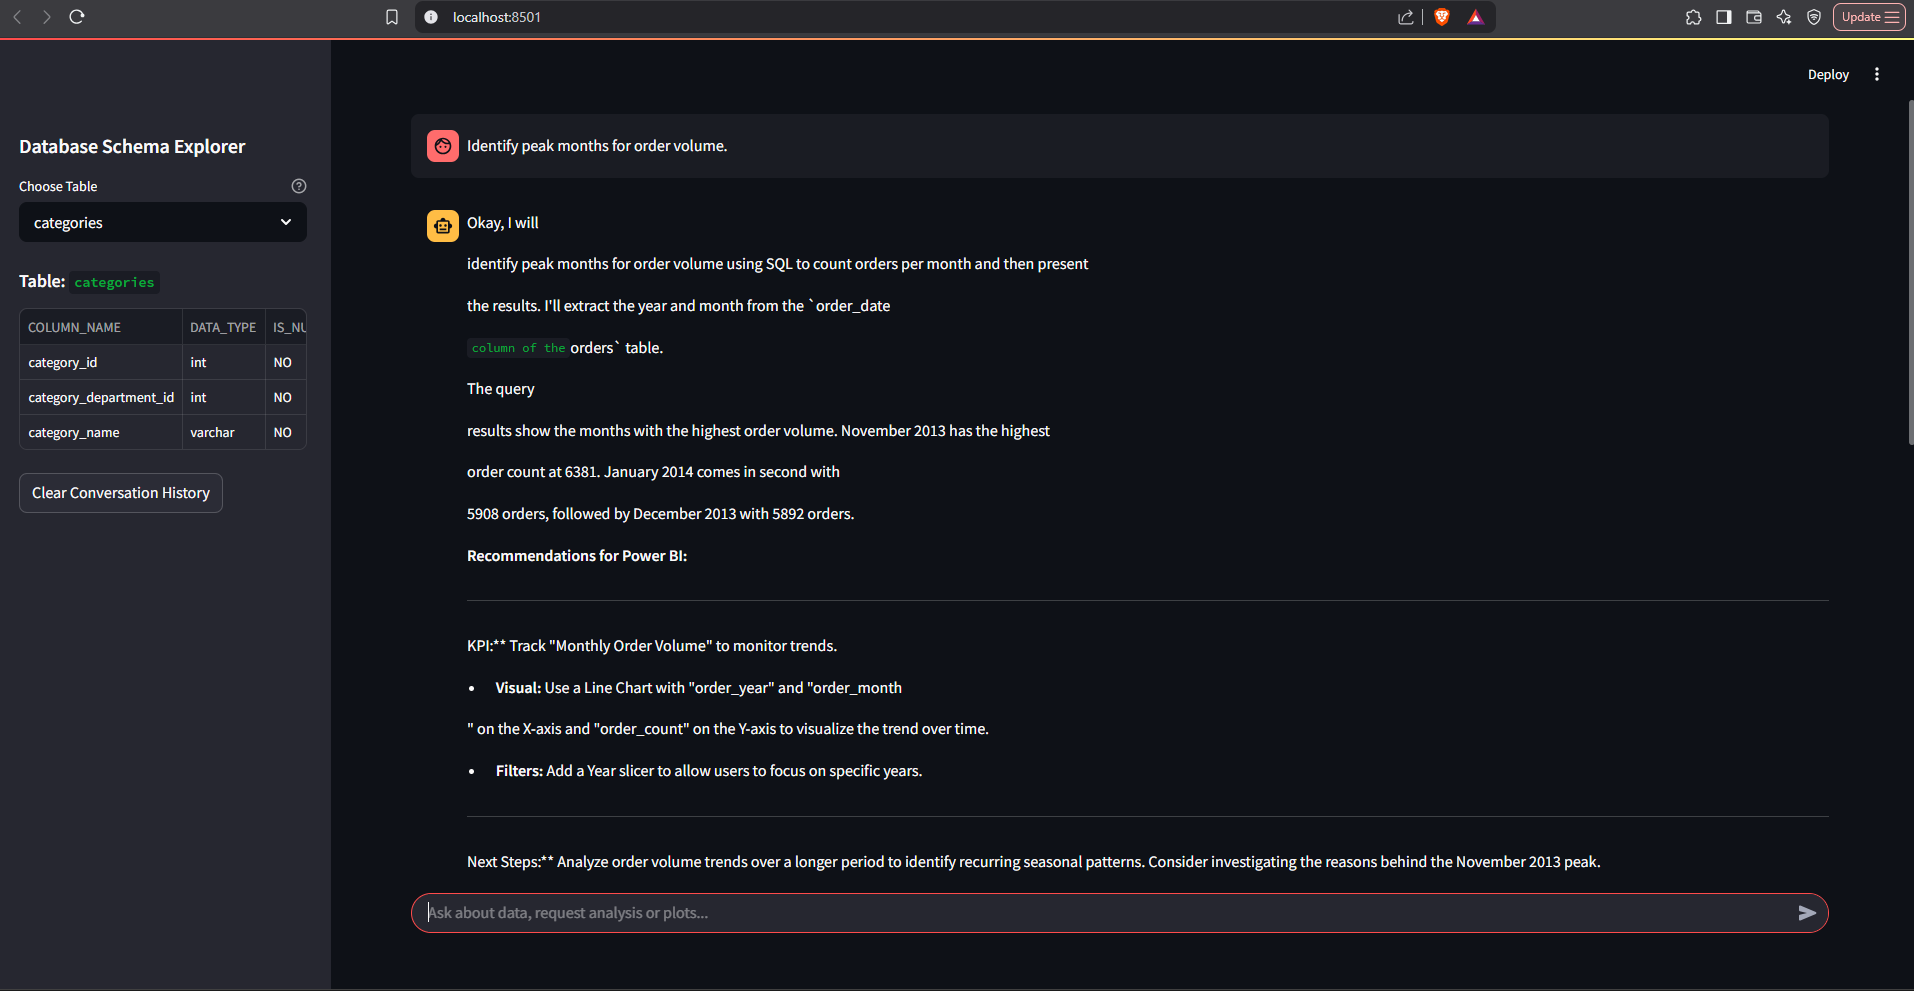 localhost:8501
Update
Deploy
Database Schema Explorer
Choose Table
categories
Table: categories
COLUMN_NAME DATA_TYPE IS_NU
category_id int NO
category_department_id int NO
category_name varchar NO
Clear Conversation History
Identify peak months for order volume.
Okay, I will
identify peak months for order volume using SQL to count orders per month and then present
the results. I'll extract the year and month from the `order_date
column of the orders` table.
The query
results show the months with the highest order volume. November 2013 has the highest
order count at 6381. January 2014 comes in second with
5908 orders, followed by December 2013 with 5892 orders.
Recommendations for Power BI:
KPI:** Track "Monthly Order Volume" to monitor trends.
• Visual: Use a Line Chart with "order_year" and "order_month
" on the X-axis and "order_count" on the Y-axis to visualize the trend over time.
• Filters: Add a Year slicer to allow users to focus on specific years.
Next Steps:** Analyze order volume trends over a longer period to identify recurring seasonal patterns. Consider investigating the reasons behind the November 2013 peak.
Ask about data, request analysis or plots...